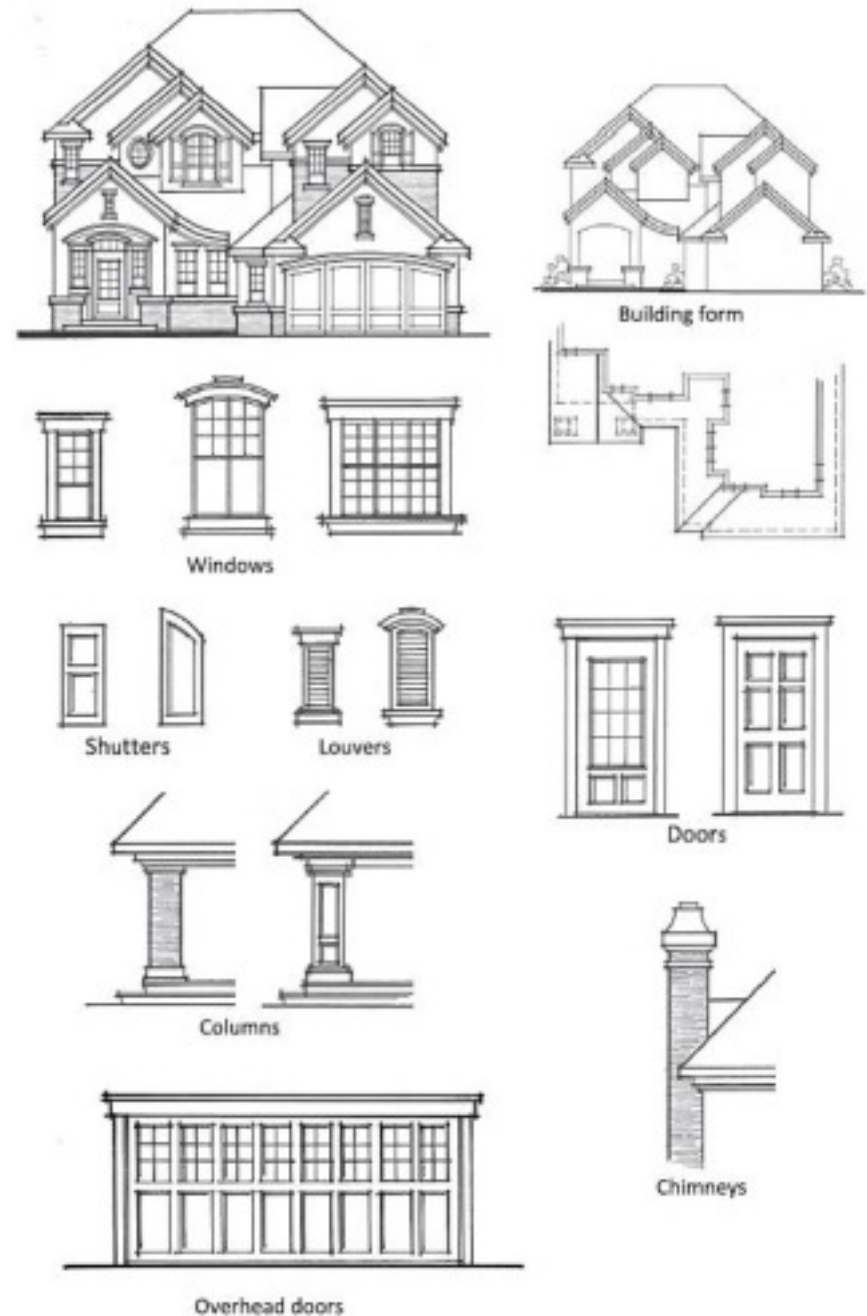 Building form
Windows
Shutters
Louvers
Doors
Columns
Chimneys
Overhead doors